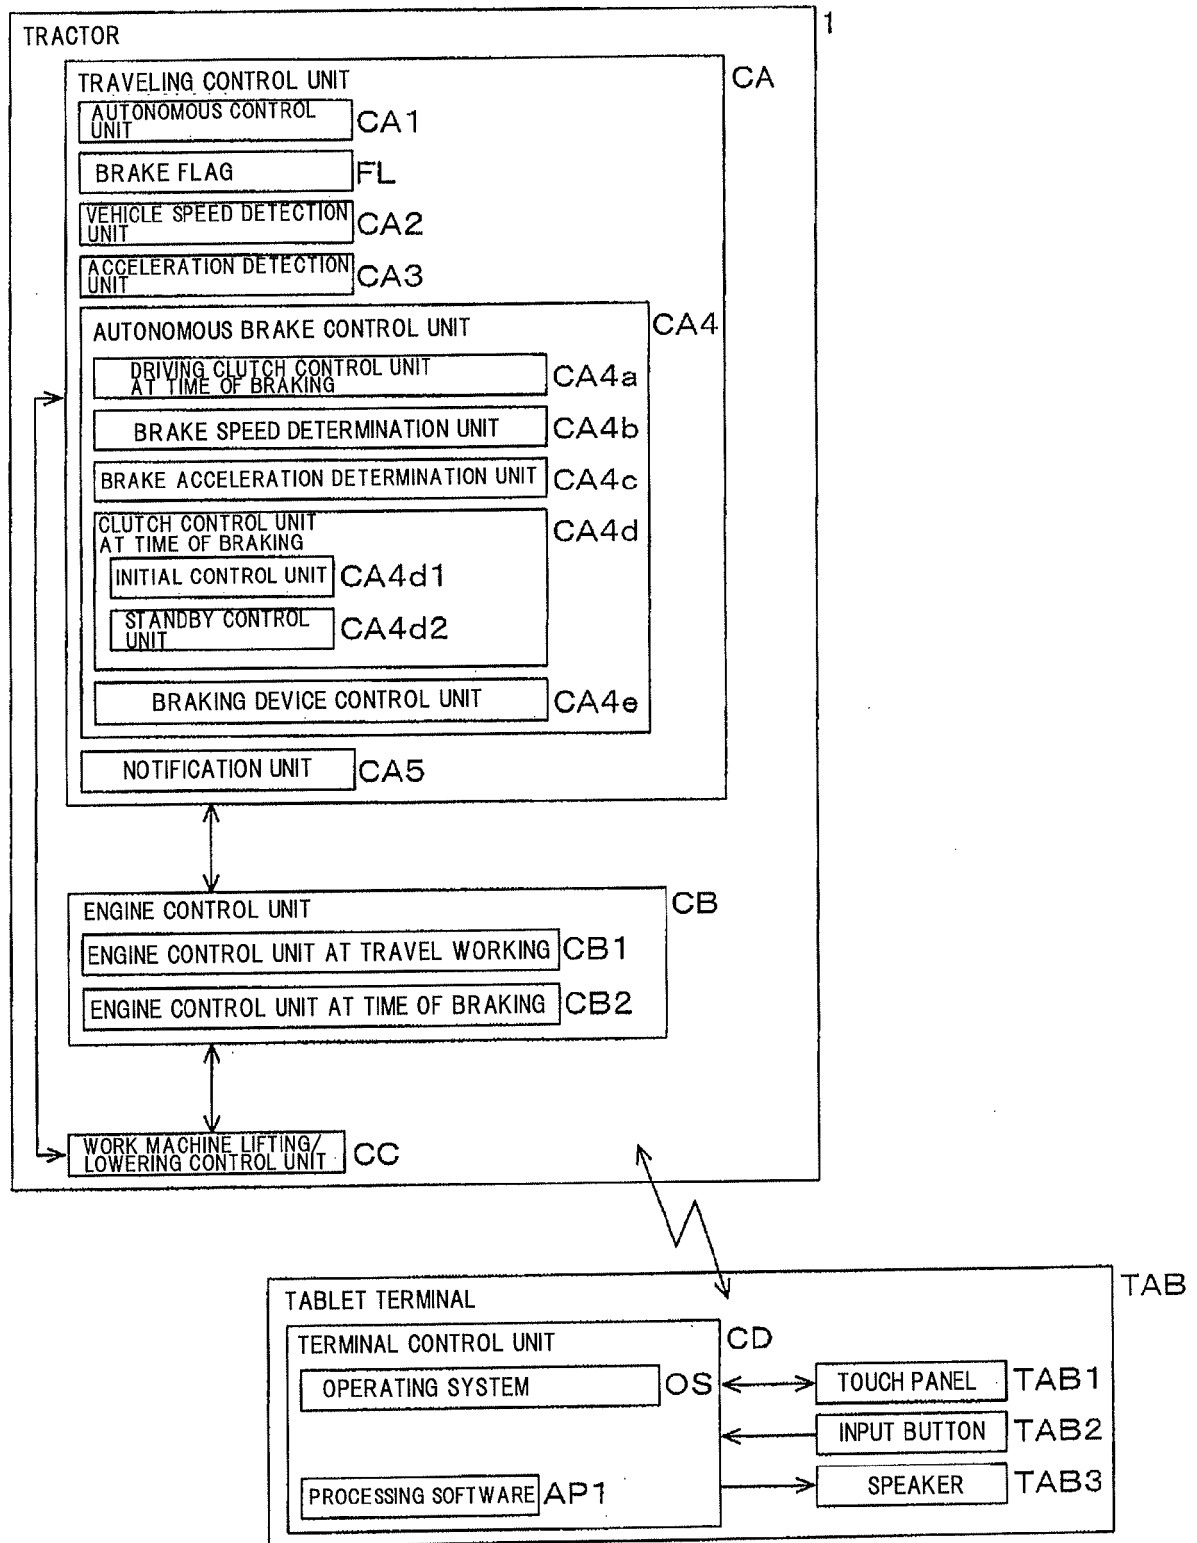 1
TRACTOR
TRAVELING CONTROL UNIT
CA
AUTONOMOUS CONTROL
UNIT
CA1
BRAKE FLAG
FL
VEHICLE SPEED DETECTION
UNIT
CA2
ACCELERATION DETECTION
UNIT
CA3
AUTONOMOUS BRAKE CONTROL UNIT
CA4
DRIVING CLUTCH CONTROL UNIT
AT TIME OF BRAKING
CA4a
BRAKE SPEED DETERMINATION UNIT
CA4b
BRAKE ACCELERATION DETERMINATION UNIT
CA4c
CLUTCH CONTROL UNIT
AT TIME OF BRAKING
CA4d
INITIAL CONTROL UNIT
CA4d1
STANDBY CONTROL
UNIT
CA4d2
BRAKING DEVICE CONTROL UNIT
CA4e
NOTIFICATION UNIT
CA5
ENGINE CONTROL UNIT
CB
ENGINE CONTROL UNIT AT TRAVEL WORKING
CB1
ENGINE CONTROL UNIT AT TIME OF BRAKING
CB2
WORK MACHINE LIFTING/
LOWERING CONTROL UNIT
CC
TABLET TERMINAL
TAB
TERMINAL CONTROL UNIT
CD
OPERATING SYSTEM
OS
TOUCH PANEL
TAB1
INPUT BUTTON
TAB2
PROCESSING SOFTWARE
AP1
SPEAKER
TAB3